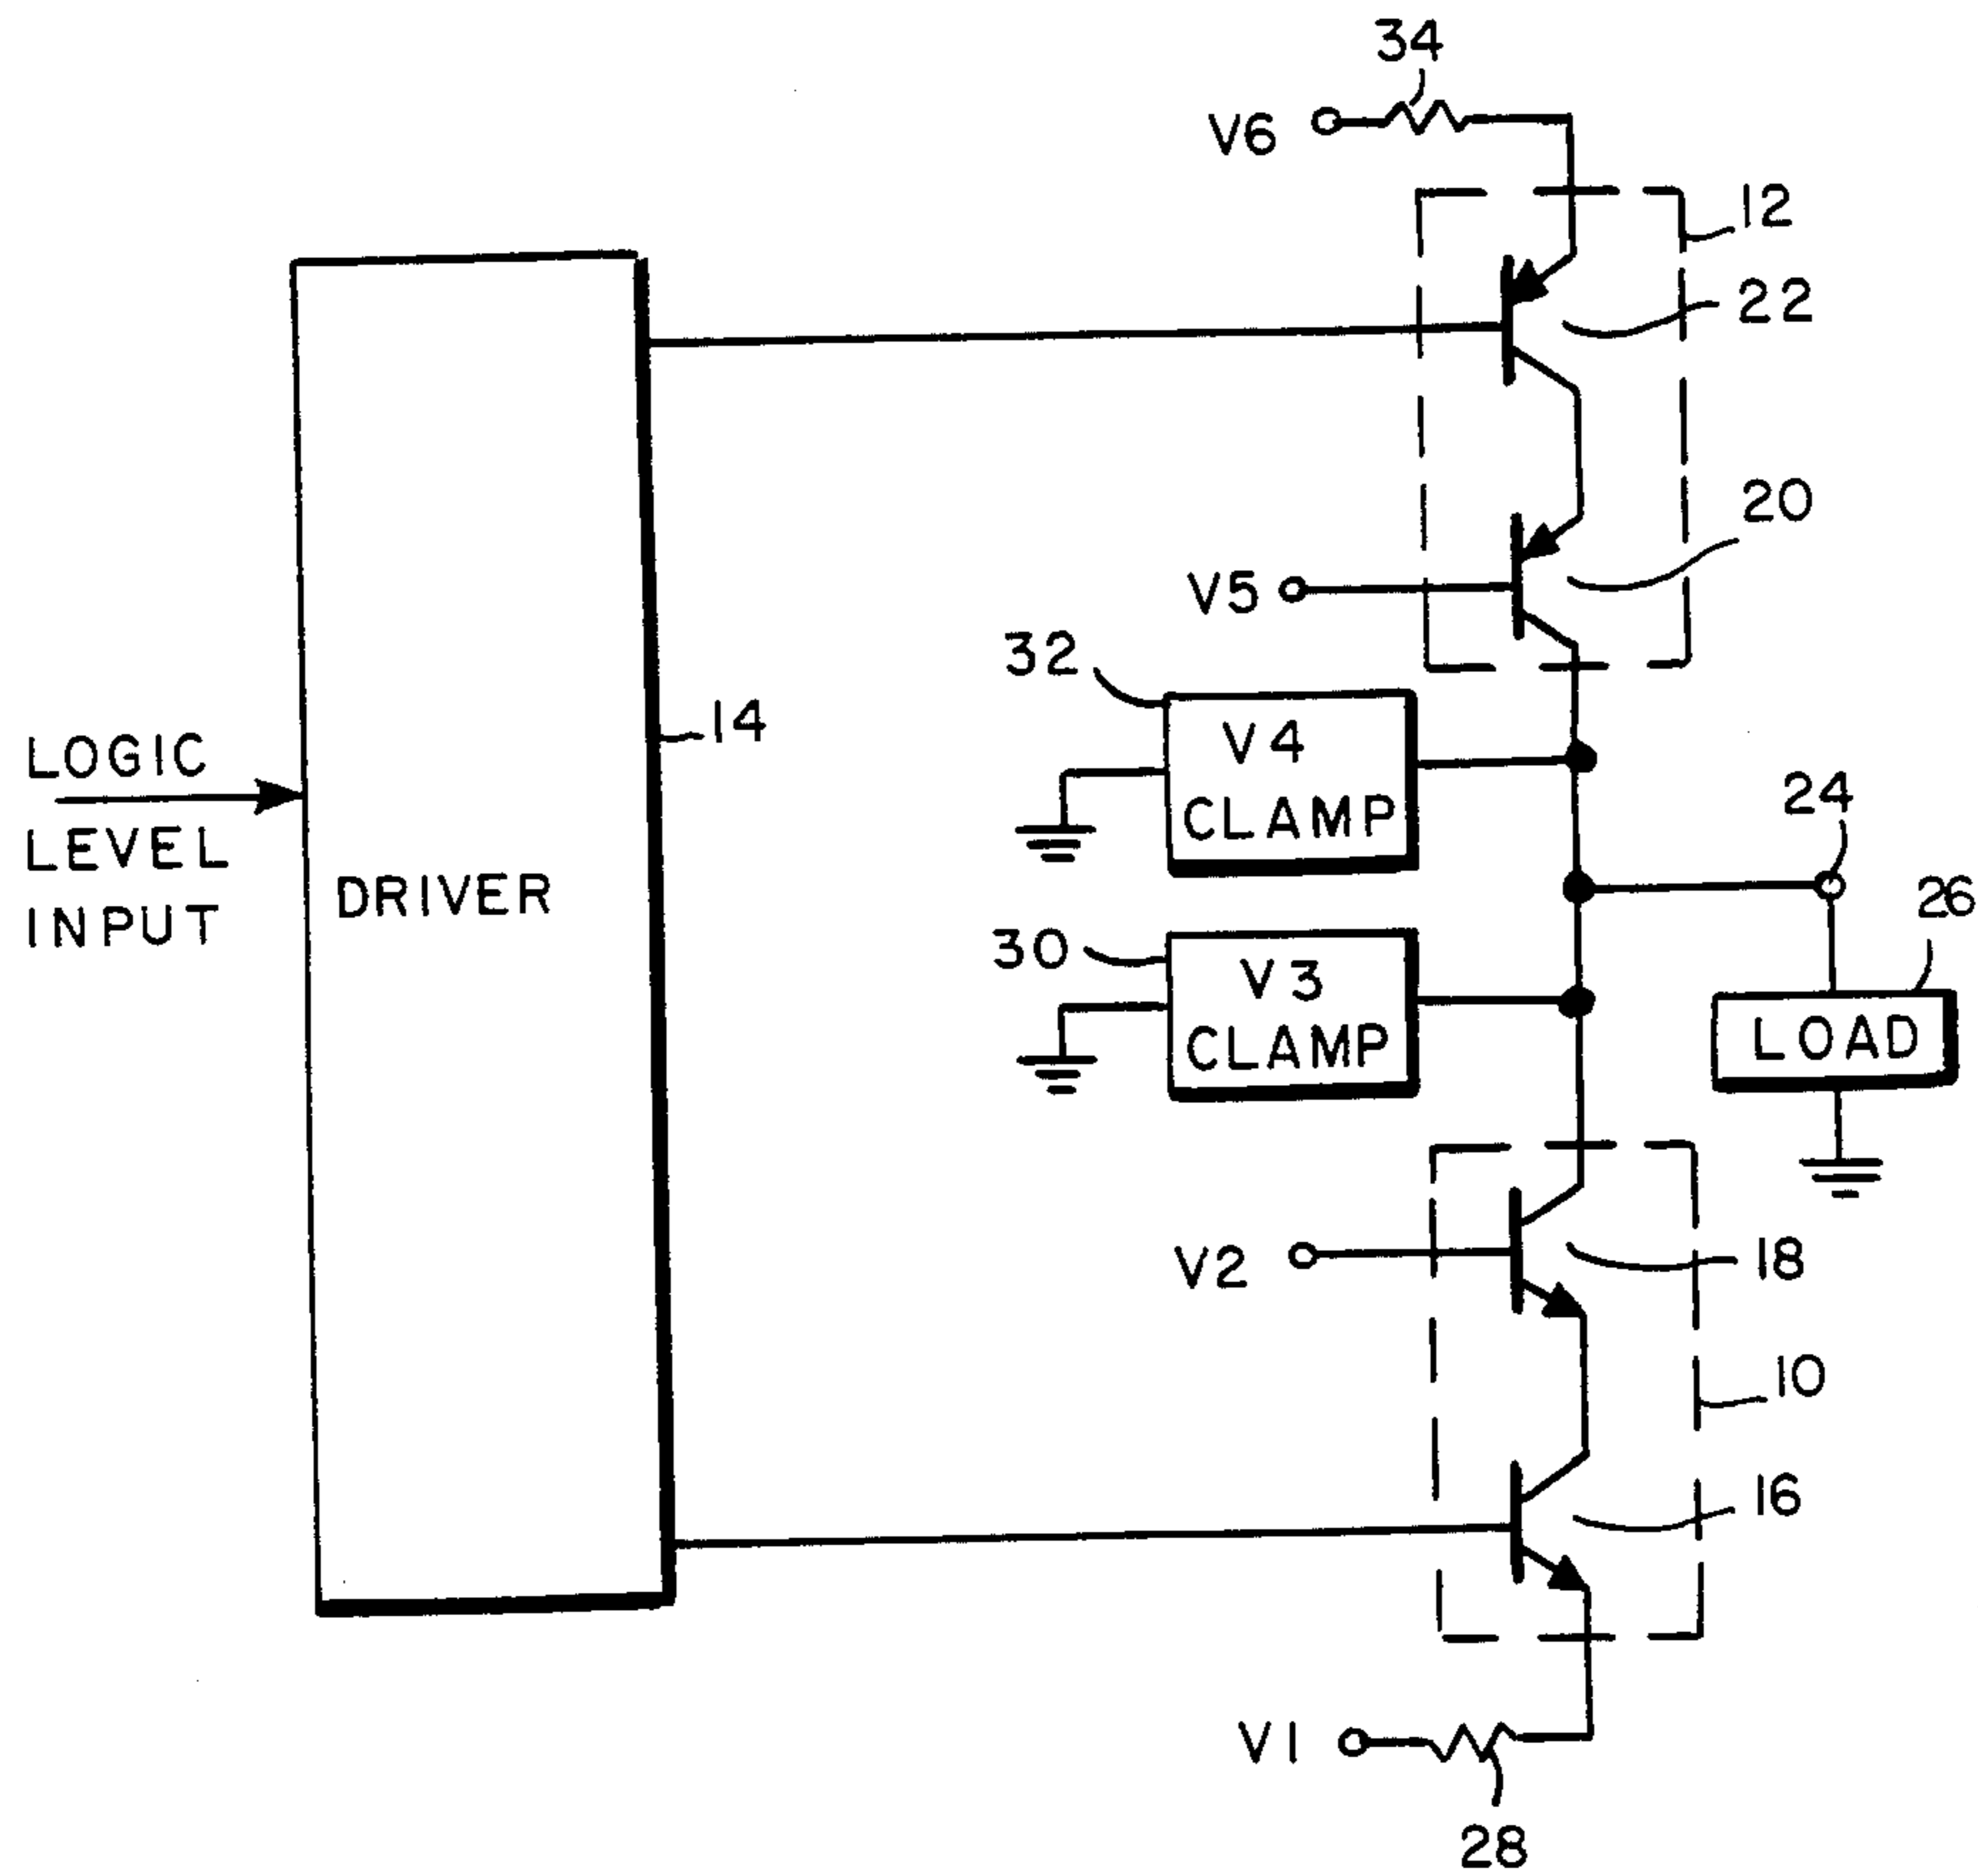 34
V6
12
22
20
V5
32
V4
CLAMP
14
LOGIC
LEVEL
INPUT
DRIVER
24
26
30
V3
CLAMP
LOAD
V2
18
10
16
V1
28